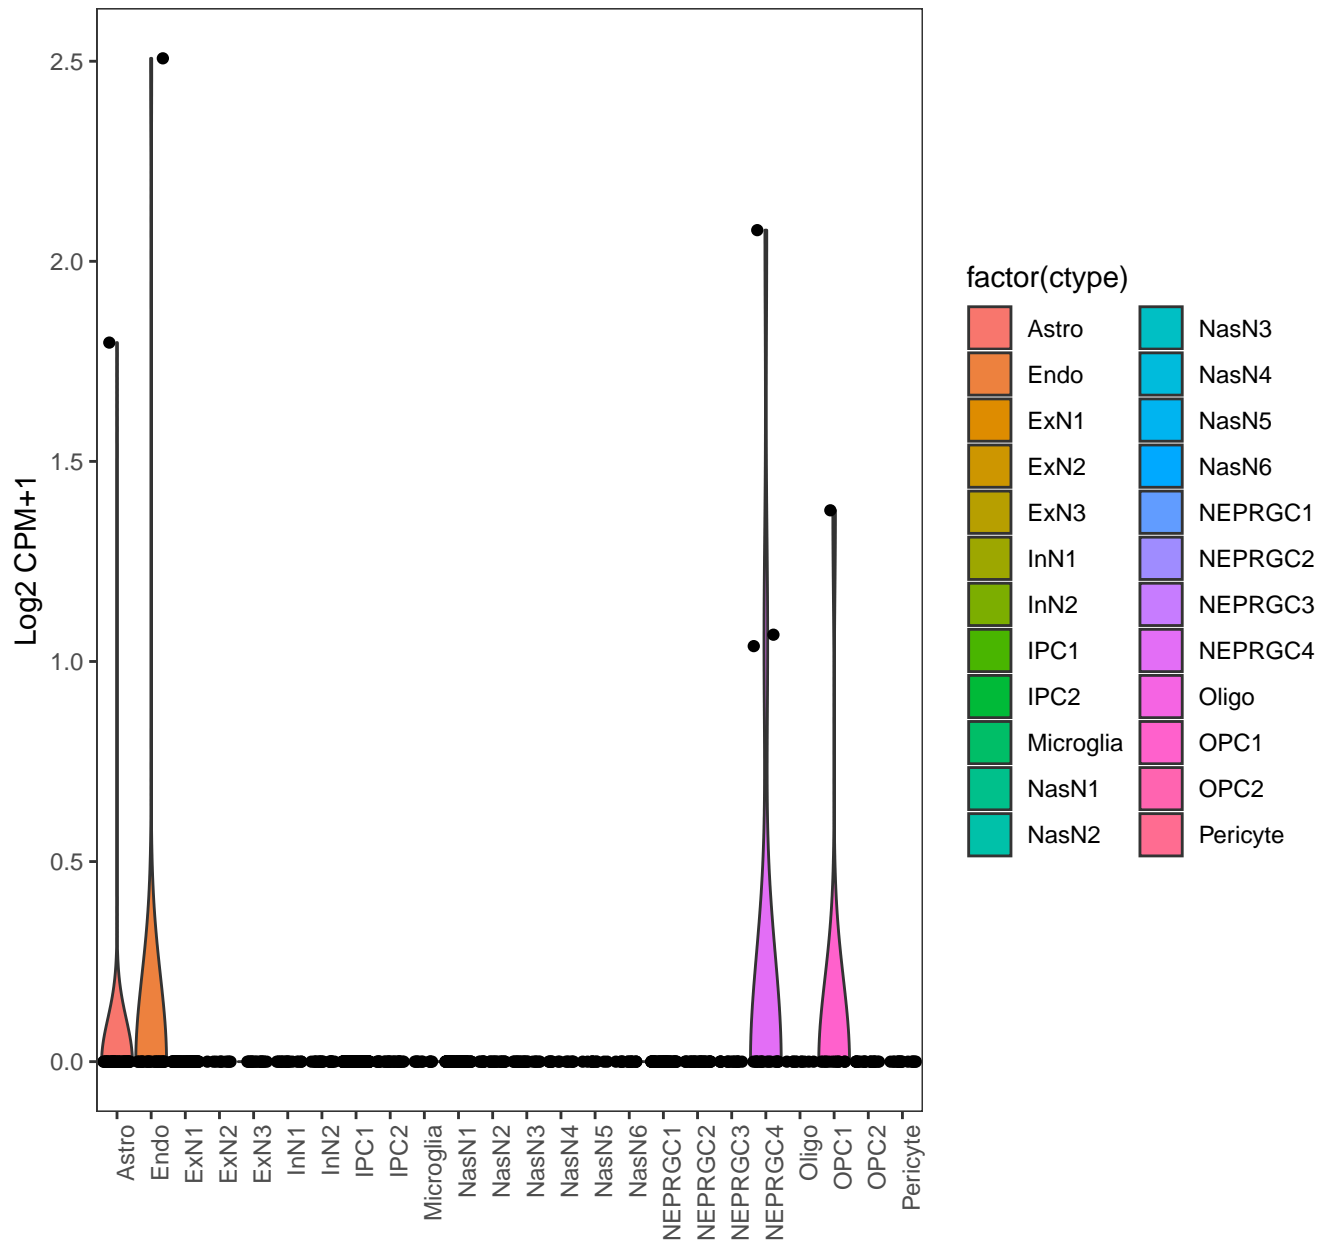 2.5
2.0
1.5
1.0
0.5
0.0
Log2 CPM+1
Astro
Endo
ExN1
ExN2
ExN3
InN1
InN2
IPC1
IPC2
Microglia
NasN1
NasN2
NasN3
NasN4
NasN5
NasN6
NEPRGC1
NEPRGC2
NEPRGC3
NEPRGC4
Oligo
OPC1
OPC2
Pericyte
factor(ctype)
Astro
Endo
ExN1
ExN2
ExN3
InN1
InN2
IPC1
IPC2
Microglia
NasN1
NasN2
NasN3
NasN4
NasN5
NasN6
NEPRGC1
NEPRGC2
NEPRGC3
NEPRGC4
Oligo
OPC1
OPC2
Pericyte